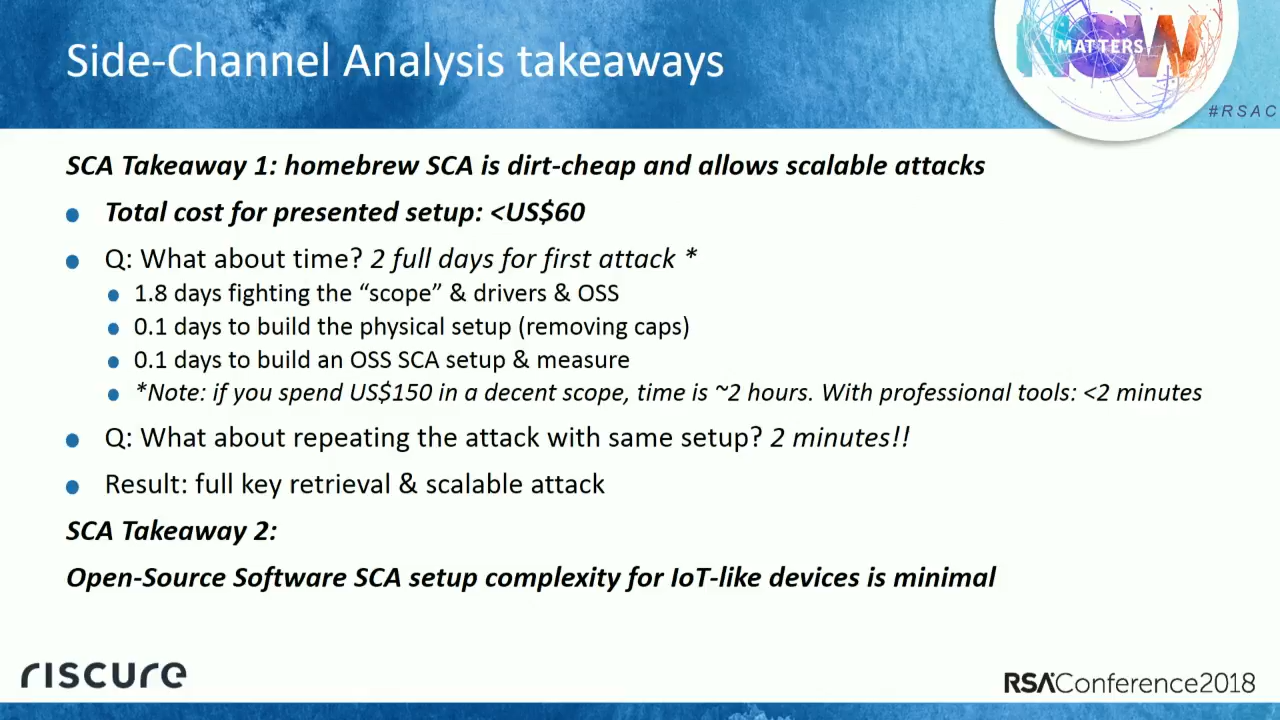 Side-Channel Analysis takeaways
NOW
MATTERS
#RSAC
SCA Takeaway 1: homebrew SCA is dirt-cheap and allows scalable attacks
Total cost for presented setup: <US$60
Q: What about time? 2 full days for first attack *
1.8 days fighting the “scope” & drivers & OSS
0.1 days to build the physical setup (removing caps)
0.1 days to build an OSS SCA setup & measure
*Note: if you spend US$150 in a decent scope, time is ~2 hours. With professional tools: <2 minutes
Q: What about repeating the attack with same setup? 2 minutes!!
Result: full key retrieval & scalable attack
SCA Takeaway 2:
Open-Source Software SCA setup complexity for IoT-like devices is minimal
riscure
RSAConference2018